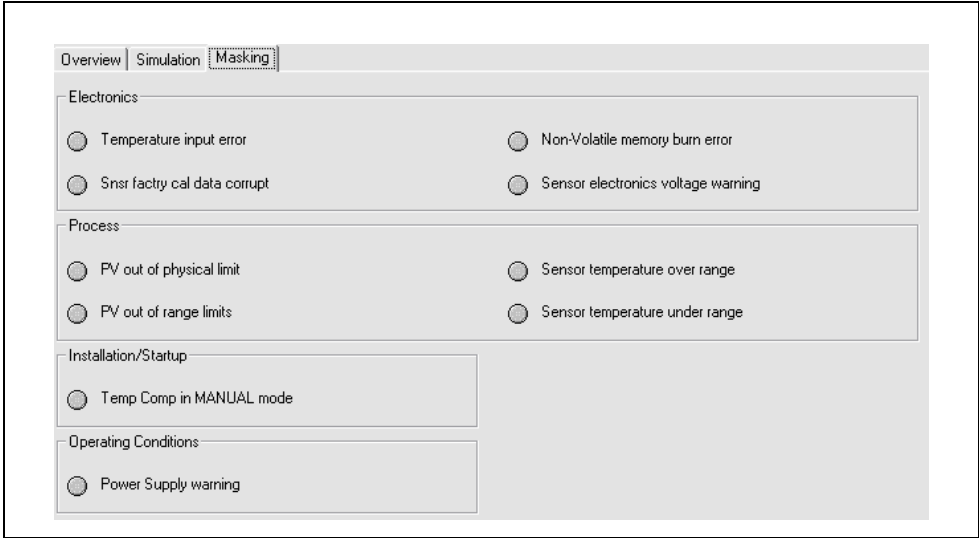 Overview Simulation Masking
Electronics
Temperature input error
Non-Volatile memory burn error
Snsr factry cal data corrupt
Sensor electronics voltage warning
Process
PV out of physical limit
Sensor temperature over range
PV out of range limits
Sensor temperature under range
Installation/Startup
Temp Comp in MANUAL mode
Operating Conditions
Power Supply warning